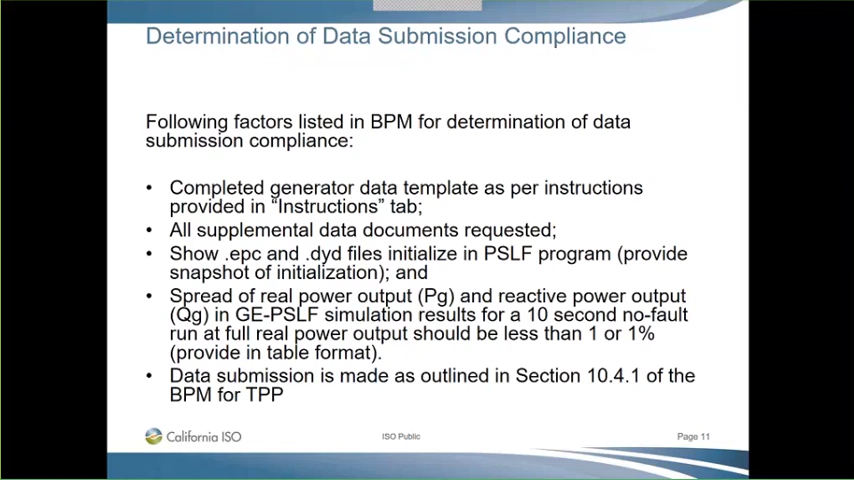 Determination of Data Submission Compliance
Following factors listed in BPM for determination of data
submission compliance:
• Completed generator data template as per instructions
provided in “Instructions” tab;
• All supplemental data documents requested;
• Show .epc and .dyd files initialize in PSLF program (provide
snapshot of initialization); and
• Spread of real power output (Pg) and reactive power output
(Qg) in GE-PSLF simulation results for a 10 second no-fault
run at full real power output should be less than 1 or 1%
(provide in table format).
• Data submission is made as outlined in Section 10.4.1 of the
BPM for TPP
California ISO
ISO Public
Page 11